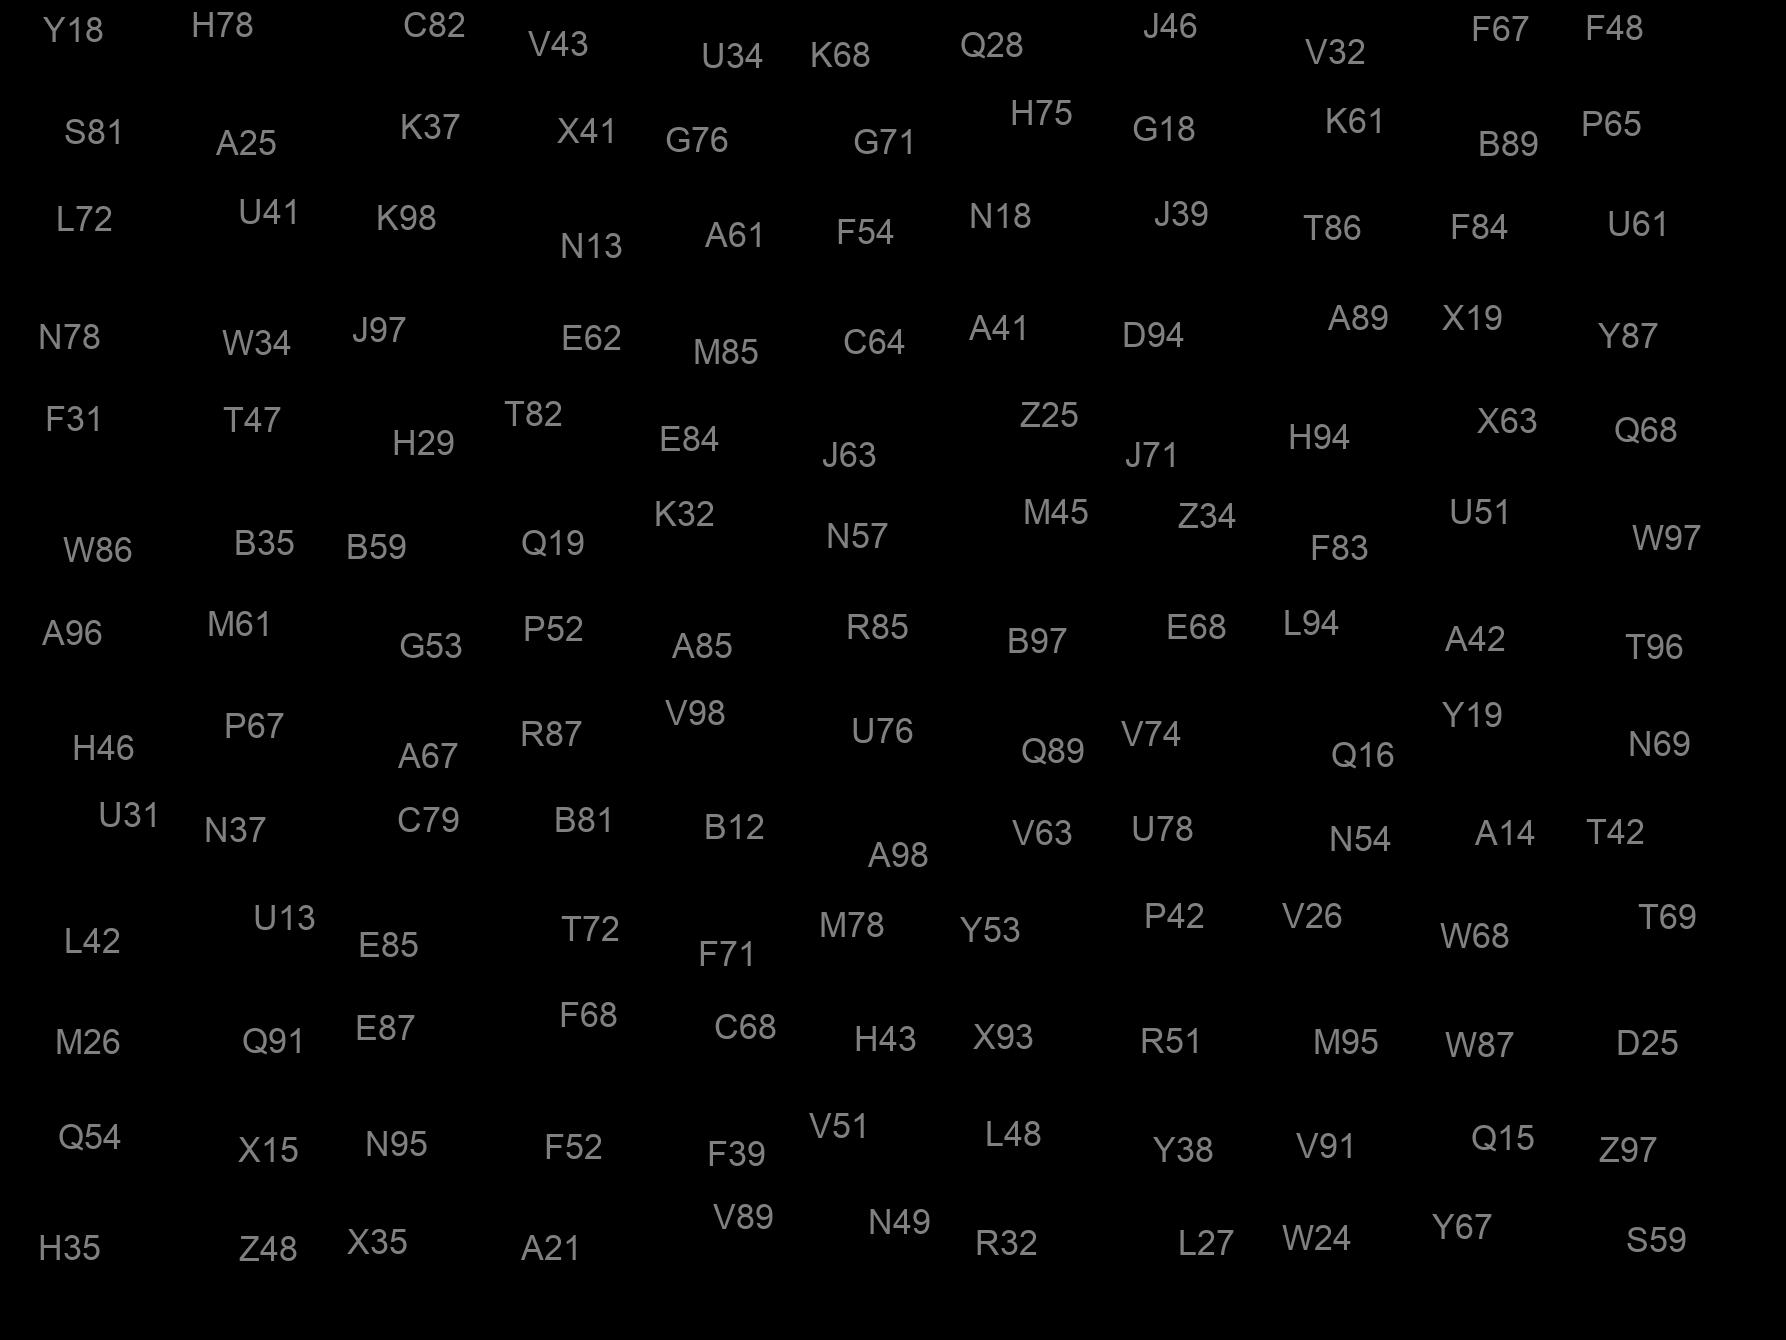 Y18 H78 C82 V43 U34 K68 Q28 J46 V32 F67 F48
S81 A25 K37 X41 G76 G71 H75 G18 K61 B89 P65
L72 U41 K98 N13 A61 F54 N18 J39 T86 F84 U61
N78 W34 J97 E62 M85 C64 A41 D94 A89 X19 Y87
F31 T47 H29 T82 E84 J63 Z25 J71 H94 X63 Q68
W86 B35 B59 Q19 K32 N57 M45 Z34 F83 U51 W97
A96 M61 G53 P52 A85 R85 B97 E68 L94 A42 T96
H46 P67 A67 R87 V98 U76 Q89 V74 Q16 Y19 N69
U31 N37 C79 B81 B12 A98 V63 U78 N54 A14 T42
L42 U13 E85 T72 F71 M78 Y53 P42 V26 W68 T69
M26 Q91 E87 F68 C68 H43 X93 R51 M95 W87 D25
Q54 X15 N95 F52 F39 V51 L48 Y38 V91 Q15 Z97
H35 Z48 X35 A21 V89 N49 R32 L27 W24 Y67 S59